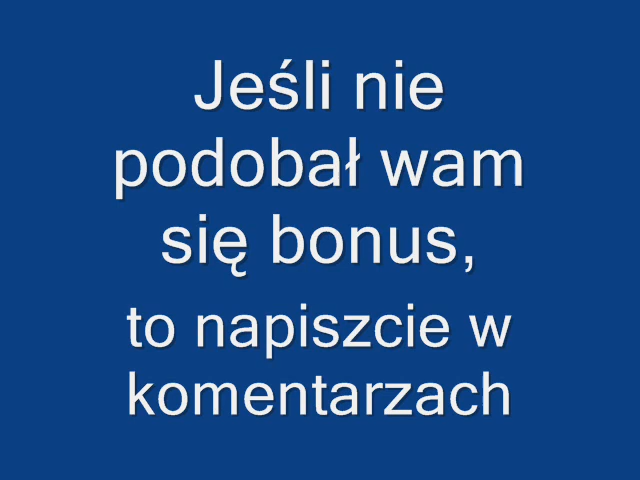 Jeśli nie
podobał wam
się bonus,
to napiszcie w
komentarzach